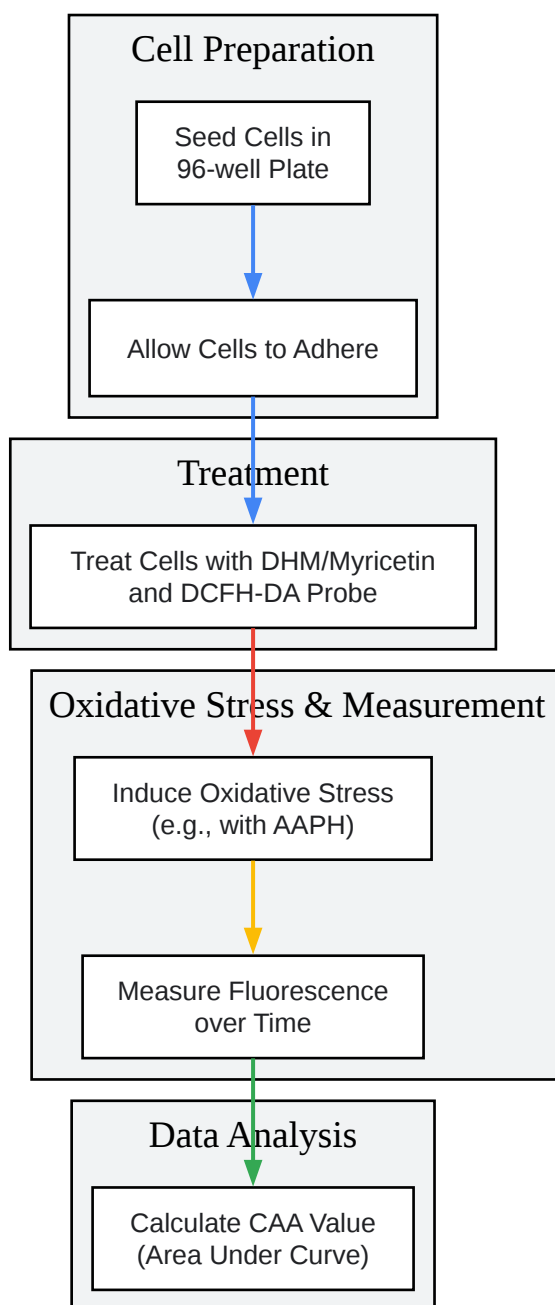 Cell Preparation
Seed Cells in
96-well Plate
Allow Cells to Adhere
Treatment
Treat Cells with DHM/Myricetin
and DCFH-DA Probe
Oxidative Stress & Measurement
Induce Oxidative Stress
(e.g., with AAPH)
Measure Fluorescence
over Time
Data Analysis
Calculate CAA Value
(Area Under Curve)